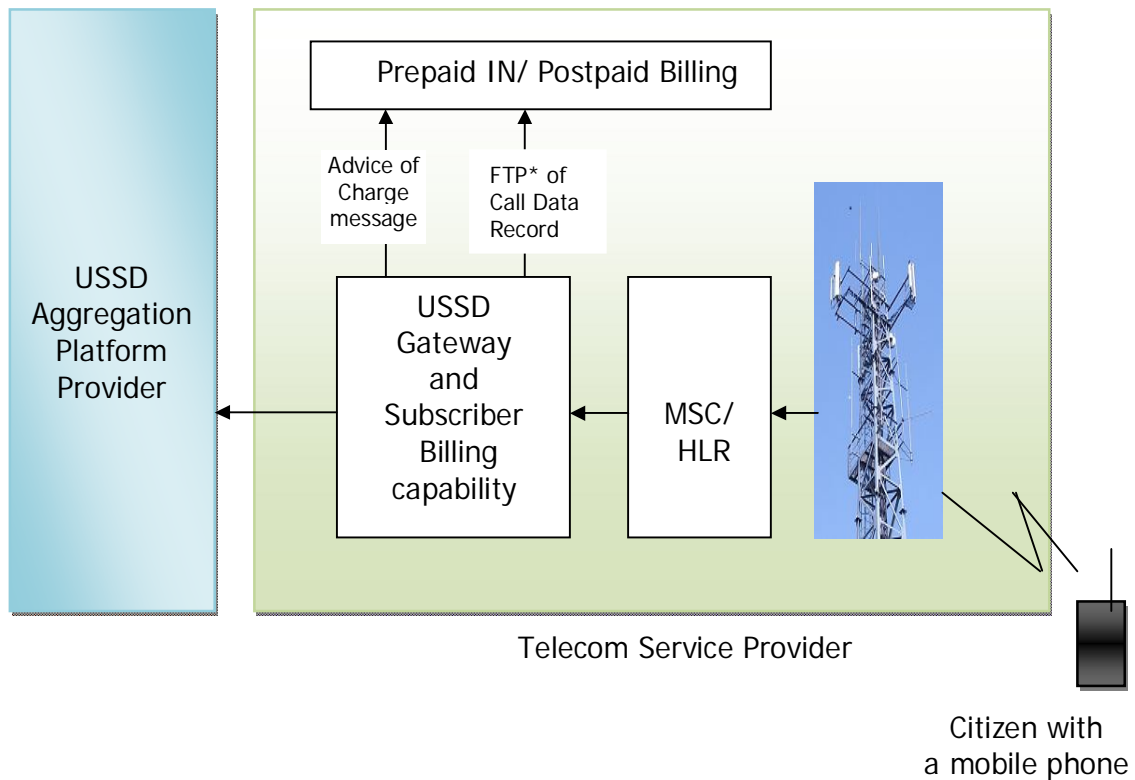 Prepaid IN/ Postpaid Billing
Advice of
Charge
message
FTP* of
Call Data
Record
USSD
Aggregation
Platform
Provider
USSD
Gateway
and
Subscriber
Billing
capability
MSC/
HLR
Telecom Service Provider
Citizen with
a mobile phone